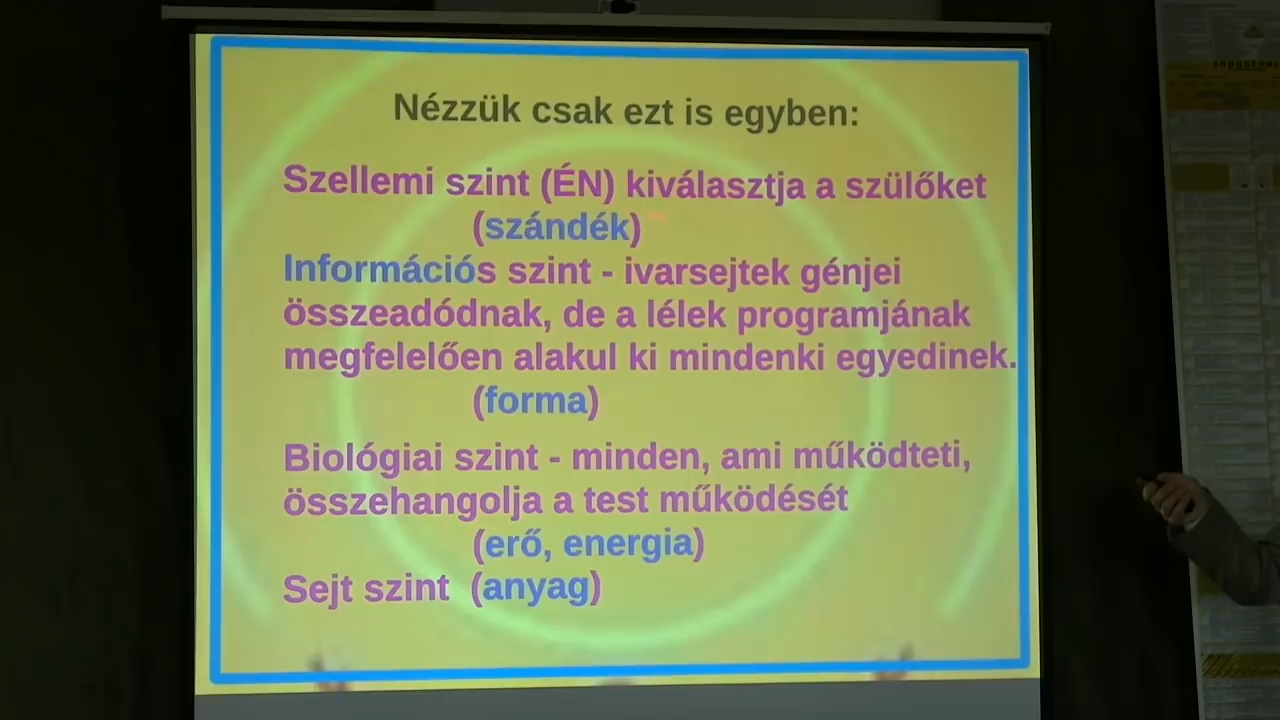 Nézzük csak ezt is egyben:
Szellemi szint (ÉN) kiválasztja a szülőket
(szándék)
Információs szint - ivarsejtek génjei
összeadódnak, de a lélek programjának
megfelelően alakul ki mindenki egyedinek.
(forma)
Biológiai szint - minden, ami működteti,
összehangolja a test működését
(erő, energia)
Sejt szint (anyag)